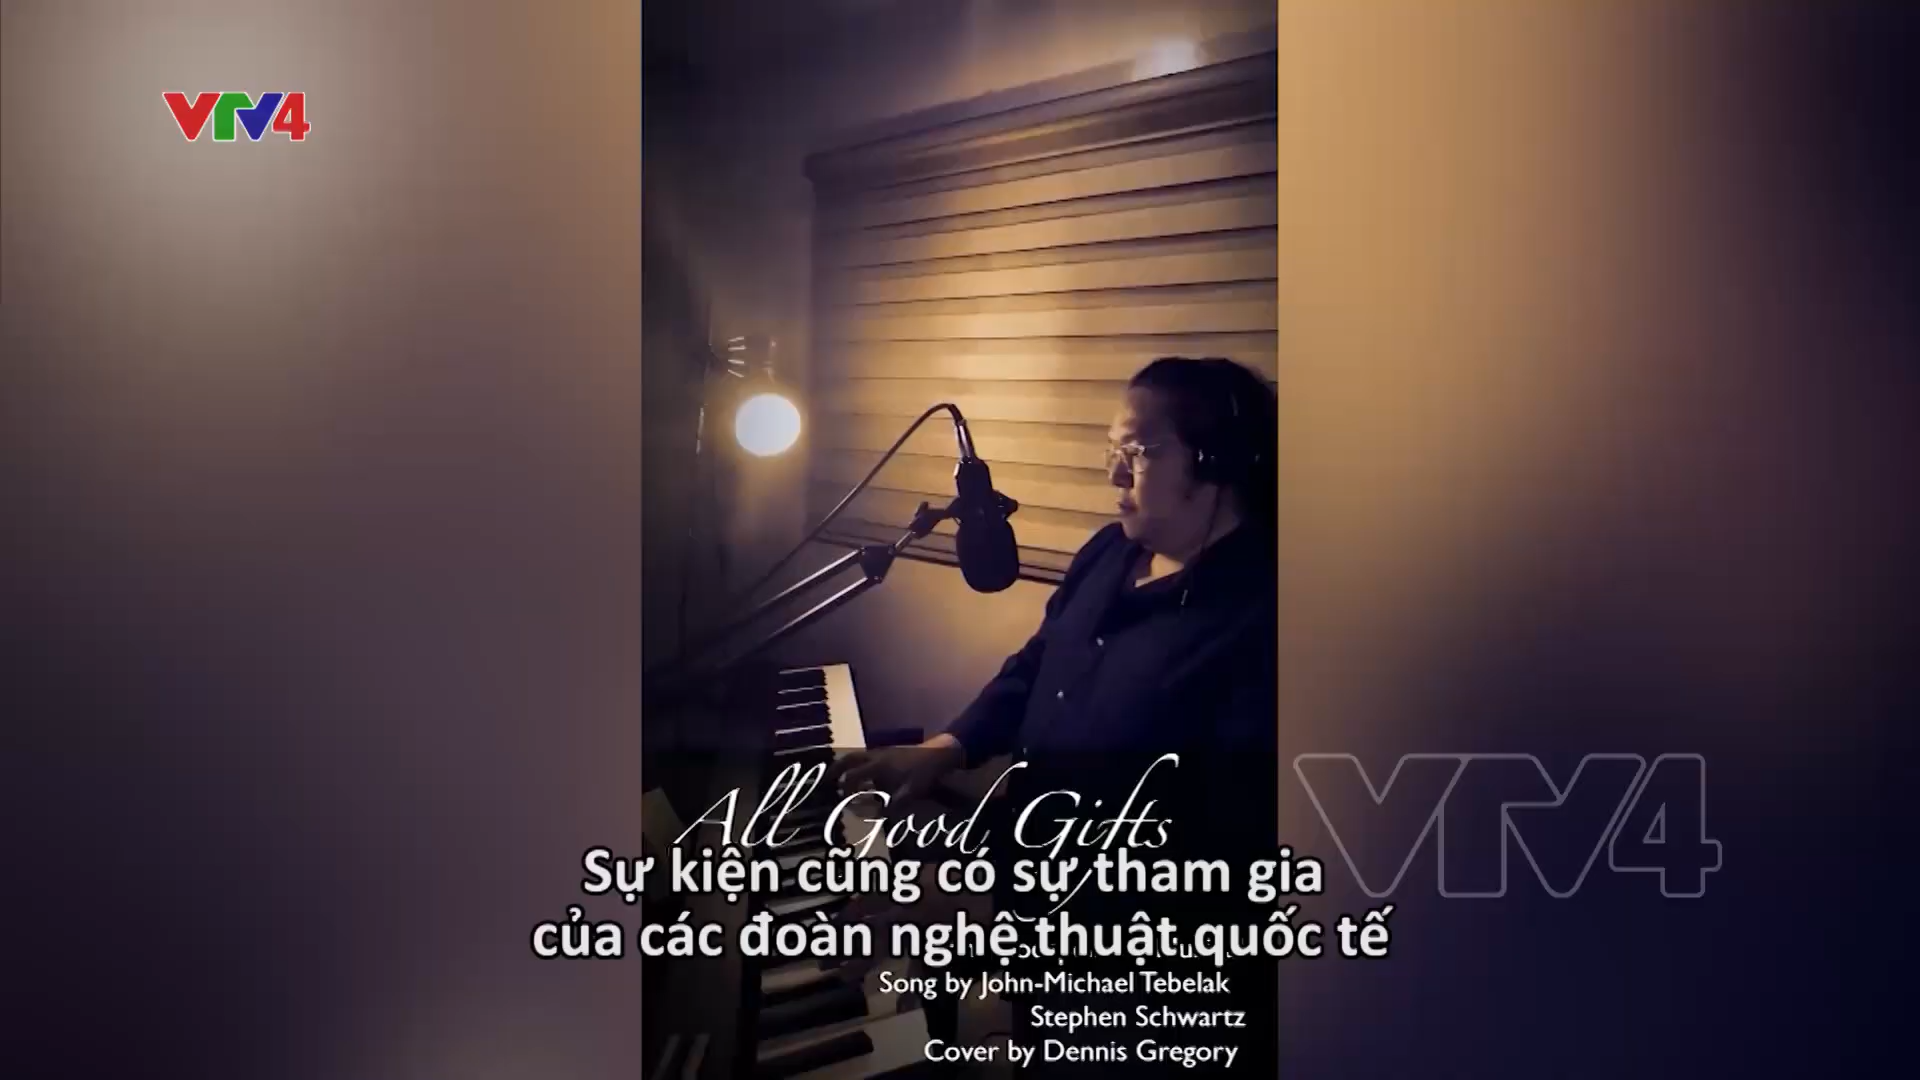 VTV4
All Good Gifts
VTV4
Sự kiện cũng có sự tham gia
của các đoàn nghệ thuật quốc tế
Song by John-Michael Tebelak
Stephen Schwartz
Cover by Dennis Gregory